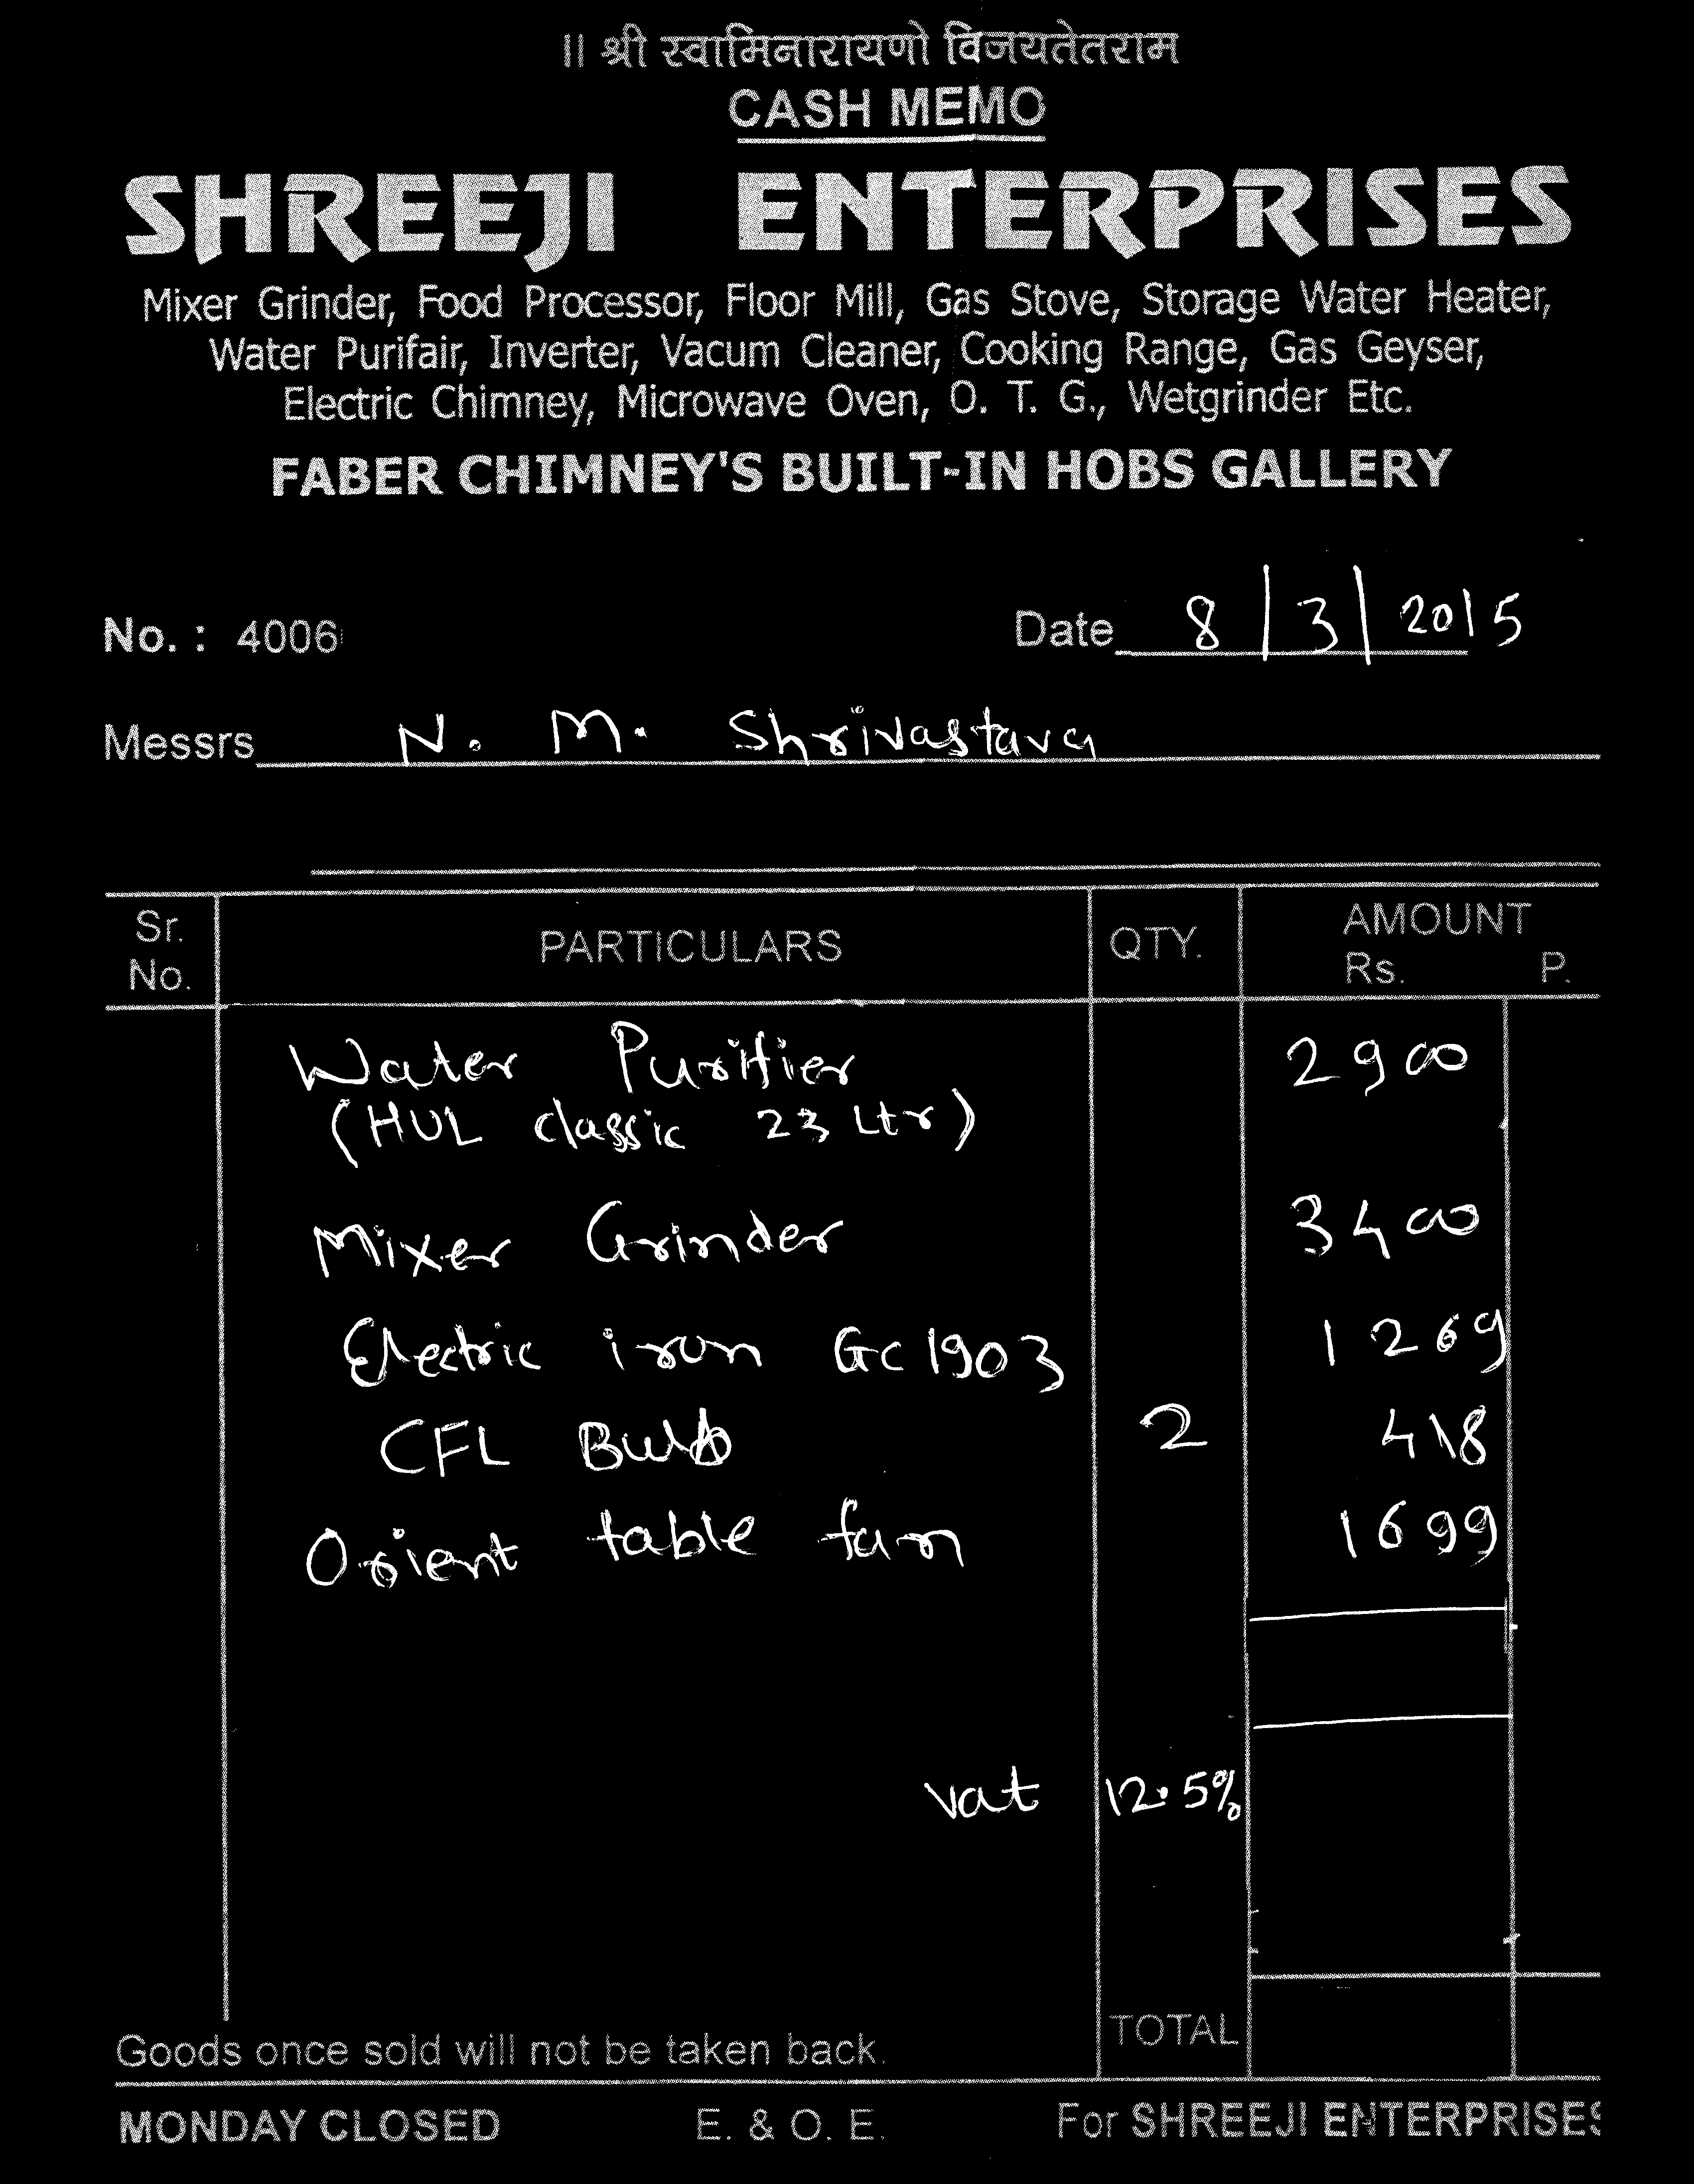 ॥ श्री स्वामिनारायणो विजयतेतराम
CASH MEMO
SHREEJI ENTERPRISES
Mixer Grinder, Food Processor, Floor Mill, Gas Stove, Storage Water Heater,
Water Purifair, Inverter, Vacum Cleaner, Cooking Range, Gas Geyser,
Electric Chimney, Microwave Oven, O. T. G., Wetgrinder Etc.
FABER CHIMNEY'S BUILT-IN HOBS GALLERY
No. : 4006 Date 8/3/2015
Messrs N. M. Shrivastava
Sr. No. PARTICULARS QTY. AMOUNT Rs. P.
Water Purifier 2900
(HUL classic 23 Ltr)
Mixer Grinder 3400
Electric iron GC 1903 1269
CFL Bulb 2 418
Orient table fan 1699
vat 12.5%
TOTAL
Goods once sold will not be taken back.
MONDAY CLOSED E. & O. E. For SHREEJI ENTERPRISES